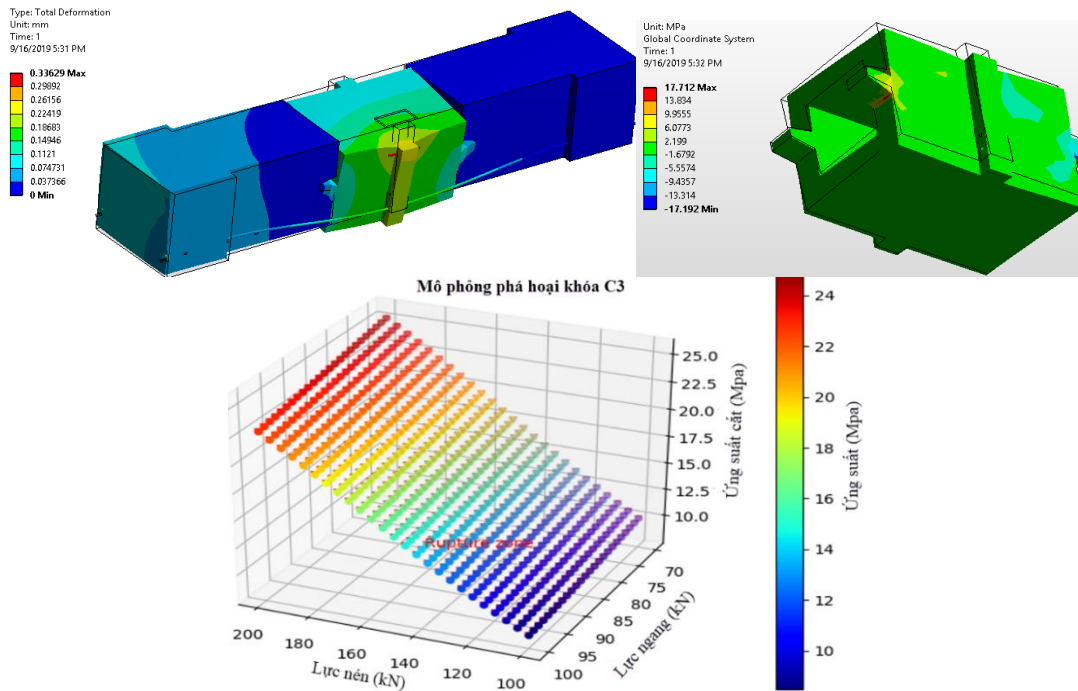 Type: Total Deformation
Unit: mm
Time: 1
9/16/2019 5:31 PM
0.33629 Max
0.29892
0.26156
0.22419
0.18683
0.14946
0.1121
0.074731
0.037366
0 Min
Unit: MPa
Global Coordinate System
Time: 1
9/16/2019 5:32 PM
17.712 Max
13.834
9.9555
6.0773
2.199
-1.6792
-5.5574
-9.4357
-13.314
-17.192 Min
Mô phỏng phá hoại khóa C3
25.0
22.5
20.0
17.5
15.0
12.5
10.0
Ứng suất cắt (Mpa)
Rupture zone
200
180
160
140
120
100
Lực nén (kN)
70
75
80
85
90
95
100
Lực ngang (kN)
24
22
20
18
16
14
12
10
Ứng suất (Mpa)